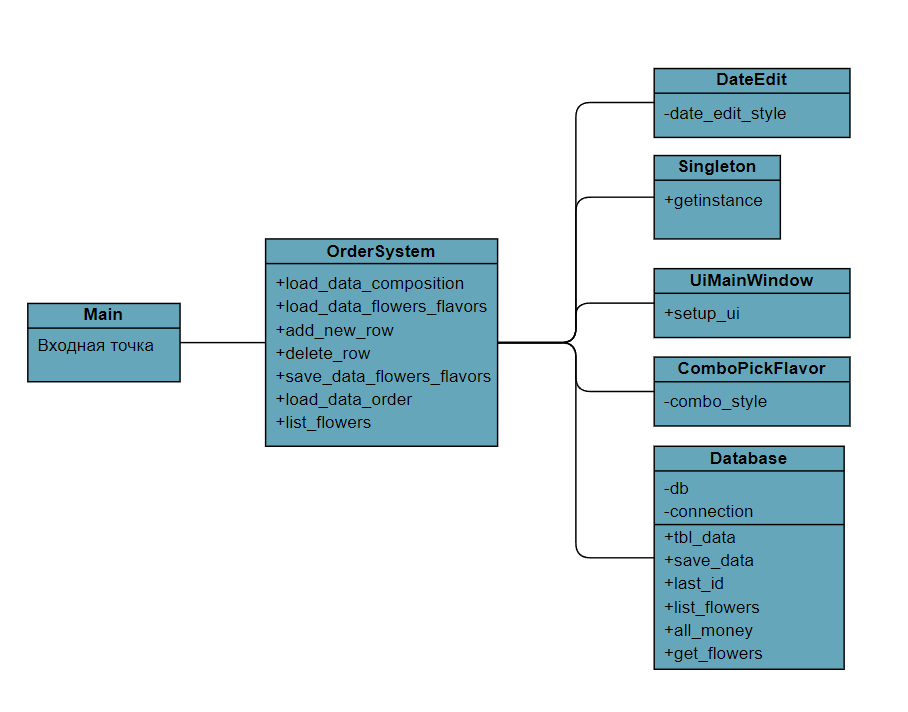 Main
Входная точка
OrderSystem
+load_data_composition
+load_data_flowers_flavors
+add_new_row
+delete_row
+save_data_flowers_flavors
+load_data_order
+list_flowers
DateEdit
-date_edit_style
Singleton
+getinstance
UiMainWindow
+setup_ui
ComboPickFlavor
-combo_style
Database
-db
-connection
+tbl_data
+save_data
+last_id
+list_flowers
+all_money
+get_flowers